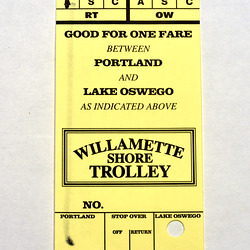 S C A S C
RT OW
GOOD FOR ONE FARE
BETWEEN
PORTLAND
AND
LAKE OSWEGO
AS INDICATED ABOVE
WILLAMETTE
SHORE
TROLLEY
NO.
PORTLAND STOP OVER LAKE OSWEGO
OFF RETURN